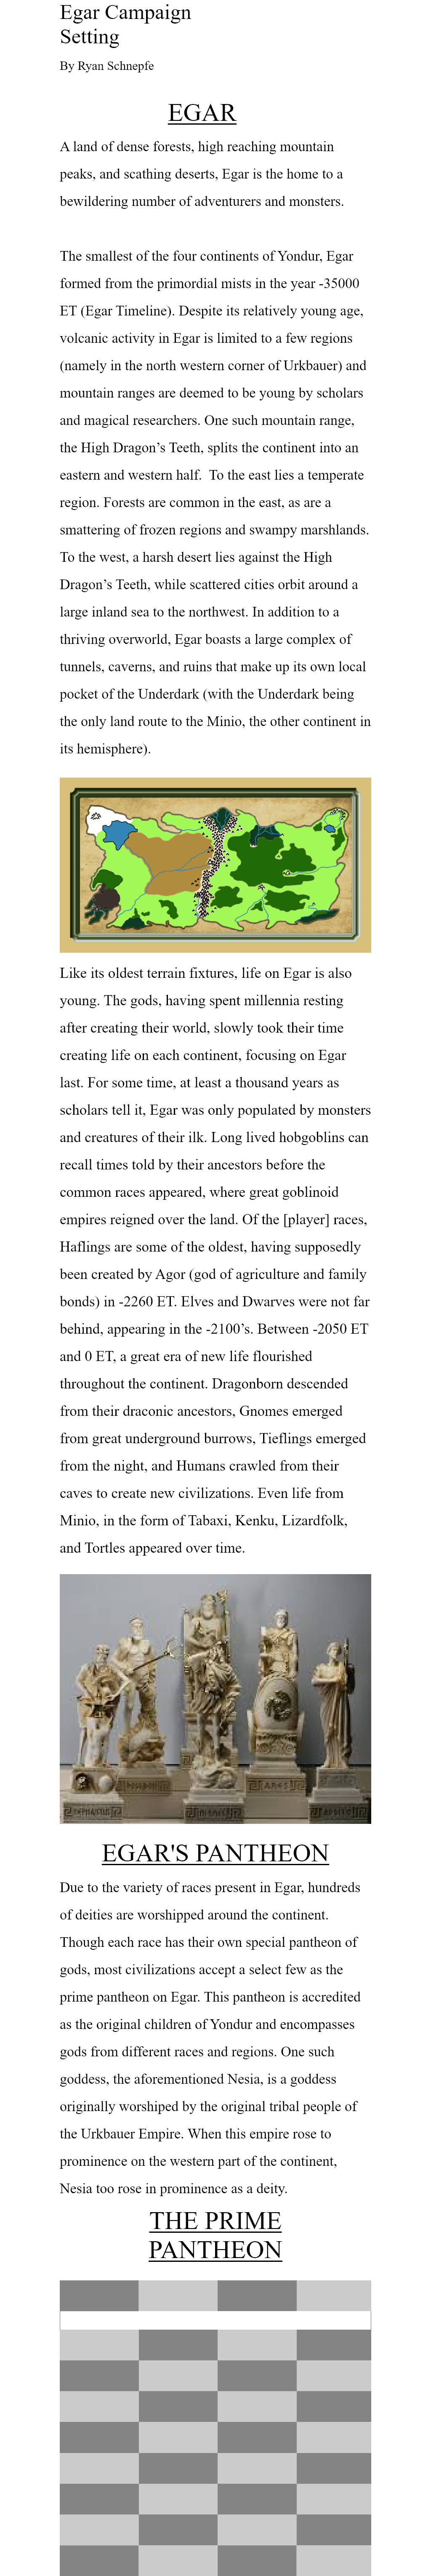 Egar Campaign
Setting
By Ryan Schnepfe
EGAR
A land of dense forests, high reaching mountain
peaks, and scathing deserts, Egar is the home to a
bewildering number of adventurers and monsters.
The smallest of the four continents of Yondur, Egar
formed from the primordial mists in the year -35000
ET (Egar Timeline). Despite its relatively young age,
volcanic activity in Egar is limited to a few regions
(namely in the north western corner of Urkbauer) and
mountain ranges are deemed to be young by scholars
and magical researchers. One such mountain range,
the High Dragon’s Teeth, splits the continent into an
eastern and western half.  To the east lies a temperate
region. Forests are common in the east, as are a
smattering of frozen regions and swampy marshlands.
To the west, a harsh desert lies against the High
Dragon’s Teeth, while scattered cities orbit around a
large inland sea to the northwest. In addition to a
thriving overworld, Egar boasts a large complex of
tunnels, caverns, and ruins that make up its own local
pocket of the Underdark (with the Underdark being
the only land route to the Minio, the other continent in
its hemisphere).
Like its oldest terrain fixtures, life on Egar is also
young. The gods, having spent millennia resting
after creating their world, slowly took their time
creating life on each continent, focusing on Egar
last. For some time, at least a thousand years as
scholars tell it, Egar was only populated by monsters
and creatures of their ilk. Long lived hobgoblins can
recall times told by their ancestors before the
common races appeared, where great goblinoid
empires reigned over the land. Of the [player] races,
Haflings are some of the oldest, having supposedly
been created by Agor (god of agriculture and family
bonds) in -2260 ET. Elves and Dwarves were not far
behind, appearing in the -2100’s. Between -2050 ET
and 0 ET, a great era of new life flourished
throughout the continent. Dragonborn descended
from their draconic ancestors, Gnomes emerged
from great underground burrows, Tieflings emerged
from the night, and Humans crawled from their
caves to create new civilizations. Even life from
Minio, in the form of Tabaxi, Kenku, Lizardfolk,
and Tortles appeared over time.
ARES
EGAR'S PANTHEON
Due to the variety of races present in Egar, hundreds
of deities are worshipped around the continent.
Though each race has their own special pantheon of
gods, most civilizations accept a select few as the
prime pantheon on Egar. This pantheon is accredited
as the original children of Yondur and encompasses
gods from different races and regions. One such
goddess, the aforementioned Nesia, is a goddess
originally worshiped by the original tribal people of
the Urkbauer Empire. When this empire rose to
prominence on the western part of the continent,
Nesia too rose in prominence as a deity.
THE PRIME
PANTHEON